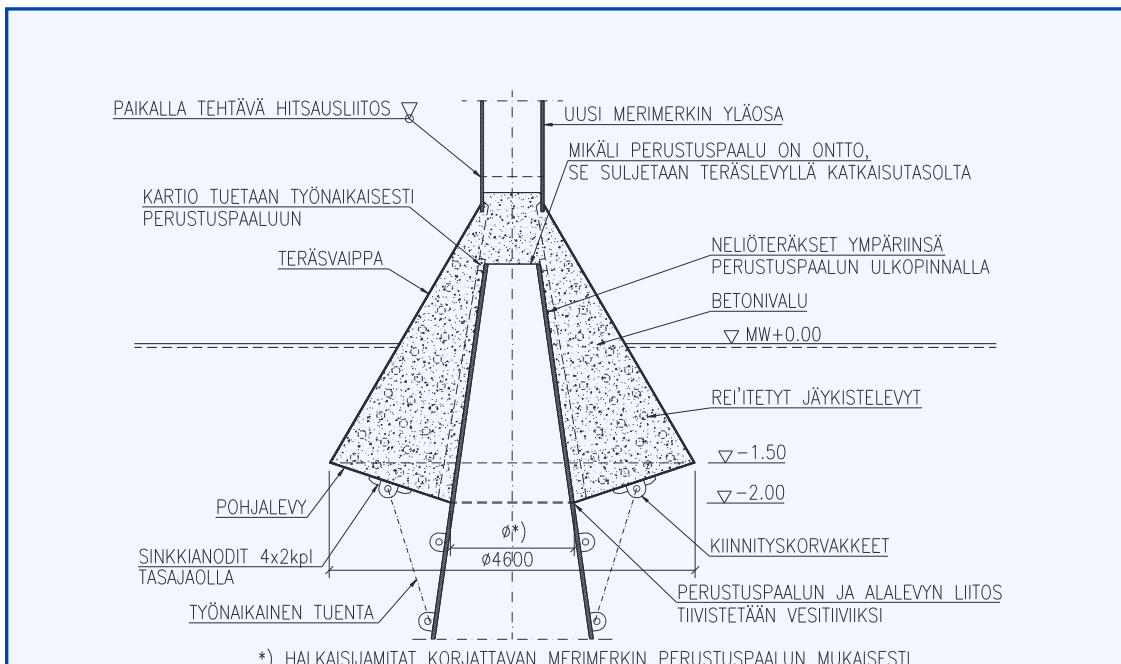 PAIKALLA TEHTÄVÄ HITSAUSLIITOS
UUSI MERIMERKIN YLÄOSA
MIKÄLI PERUSTUSPAALU ON ONTTO,
SE SULJETAAN TERÄSLEVYLLÄ KATKAISUTASOLTA
KARTIO TUETAAN TYÖNAIKAISESTI
PERUSTUSPAALUUN
NELIÖTERÄKSET YMPÄRIINSÄ
PERUSTUSPAALUN ULKOPINNALLA
TERÄSVAIPPA
BETONIVALU
MW+0.00
REI'ITETYT JÄYKISTELEVYT
-1.50
-2.00
POHJALEVY
ø*)
KIINNITYSKORVAKKEET
SINKKIANODIT 4x2kpl
TASAJAOLLA
ø4600
PERUSTUSPAALUN JA ALALEVYN LIITOS
TIIVISTETÄÄN VESITIIVIIKSI
TYÖNAIKAINEN TUENTA
*) HALKAISIJAMITAT KORJATTAVAN MERIMERKIN PERUSTUSPAALUN MUKAISESTI